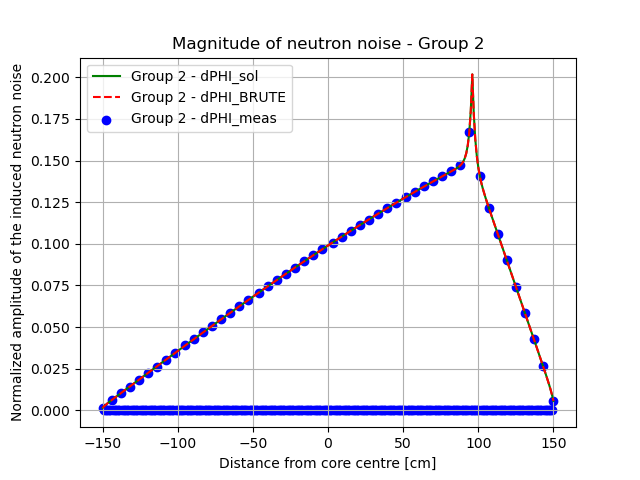 Magnitude of neutron noise - Group 2
Normalized amplitude of the induced neutron noise
0.200
0.175
0.150
0.125
0.100
0.075
0.050
0.025
0.000
Group 2 - dPHI_sol
Group 2 - dPHI_BRUTE
Group 2 - dPHI_meas
−150 −100 −50 0 50 100 150
Distance from core centre [cm]